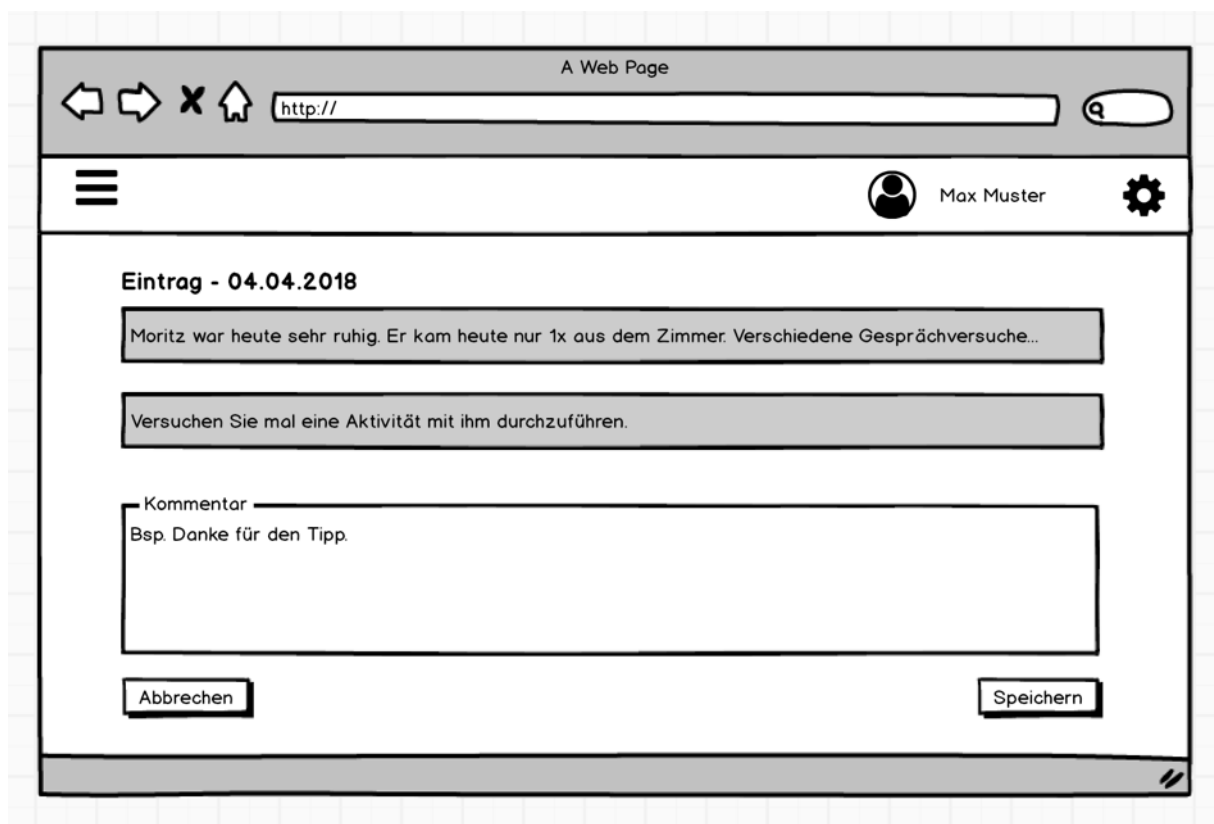 A Web Page
http://
Max Muster
Eintrag - 04.04.2018
Moritz war heute sehr ruhig. Er kam heute nur 1x aus dem Zimmer. Verschiedene Gesprächversuche...
Versuchen Sie mal eine Aktivität mit ihm durchzuführen.
Kommentar
Bsp. Danke für den Tipp.
Abbrechen
Speichern